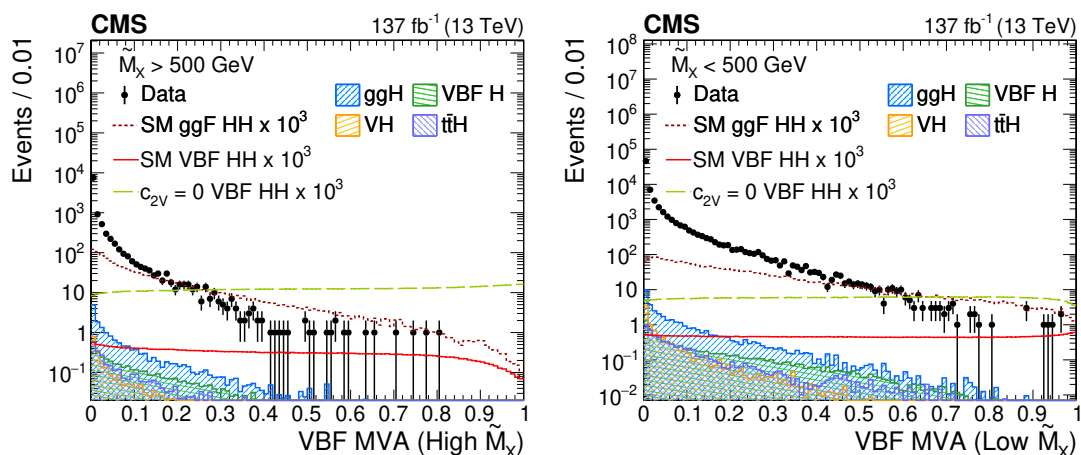 CMS 137 fb⁻¹ (13 TeV)
M̃_X > 500 GeV
Data
SM ggF HH x 10³
SM VBF HH x 10³
c_2V = 0 VBF HH x 10³
ggH VBF H
VH tt̄H
Events / 0.01
10⁷
10⁶
10⁵
10⁴
10³
10²
10
1
10⁻¹
0 0.1 0.2 0.3 0.4 0.5 0.6 0.7 0.8 0.9 1
VBF MVA (High M̃_X)
CMS 137 fb⁻¹ (13 TeV)
M̃_X < 500 GeV
Data
SM ggF HH x 10³
SM VBF HH x 10³
c_2V = 0 VBF HH x 10³
ggH VBF H
VH tt̄H
Events / 0.01
10⁸
10⁷
10⁶
10⁵
10⁴
10³
10²
10
1
10⁻¹
10⁻²
0 0.1 0.2 0.3 0.4 0.5 0.6 0.7 0.8 0.9 1
VBF MVA (Low M̃_X)